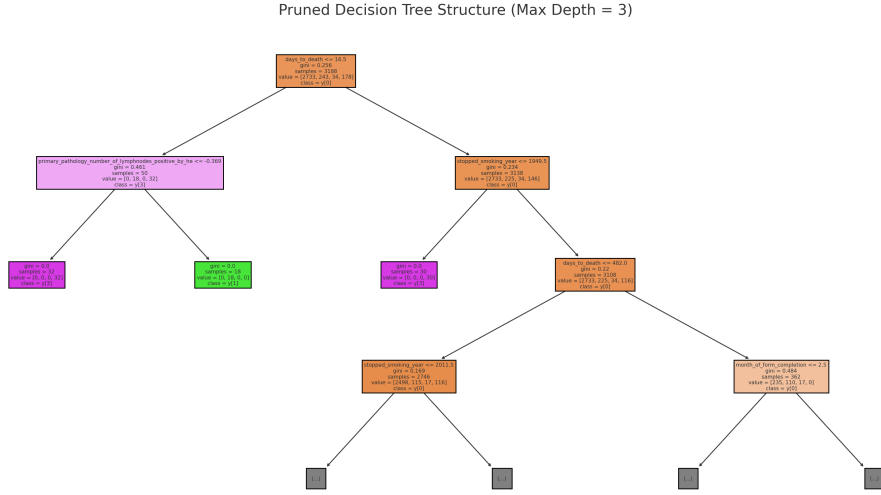 Pruned Decision Tree Structure (Max Depth = 3)
days_to_death <= 16.5
gini = 0.256
samples = 3188
value = [2733, 243, 34, 178]
class = y[0]
primary_pathology_number_of_lymphnodes_positive_by_he <= -0.369
gini = 0.461
samples = 50
value = [0, 18, 0, 32]
class = y[3]
stopped_smoking_year <= 1949.5
gini = 0.234
samples = 3138
value = [2733, 225, 34, 146]
class = y[0]
gini = 0.0
samples = 32
value = [0, 0, 0, 32]
class = y[3]
gini = 0.0
samples = 18
value = [0, 18, 0, 0]
class = y[1]
gini = 0.0
samples = 30
value = [0, 0, 0, 30]
class = y[3]
days_to_death <= 482.0
gini = 0.22
samples = 3108
value = [2733, 225, 34, 116]
class = y[0]
stopped_smoking_year <= 2011.5
gini = 0.169
samples = 2746
value = [2498, 115, 17, 116]
class = y[0]
month_of_form_completion <= 2.5
gini = 0.484
samples = 362
value = [235, 110, 17, 0]
class = y[0]
(...)
(...)
(...)
(...)